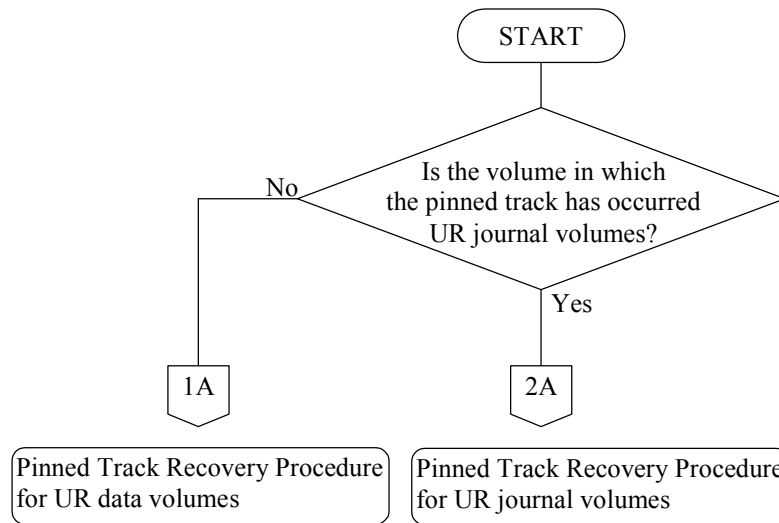 START
Is the volume in which
the pinned track has occurred
UR journal volumes?
No
Yes
1A
2A
Pinned Track Recovery Procedure
for UR data volumes
Pinned Track Recovery Procedure
for UR journal volumes